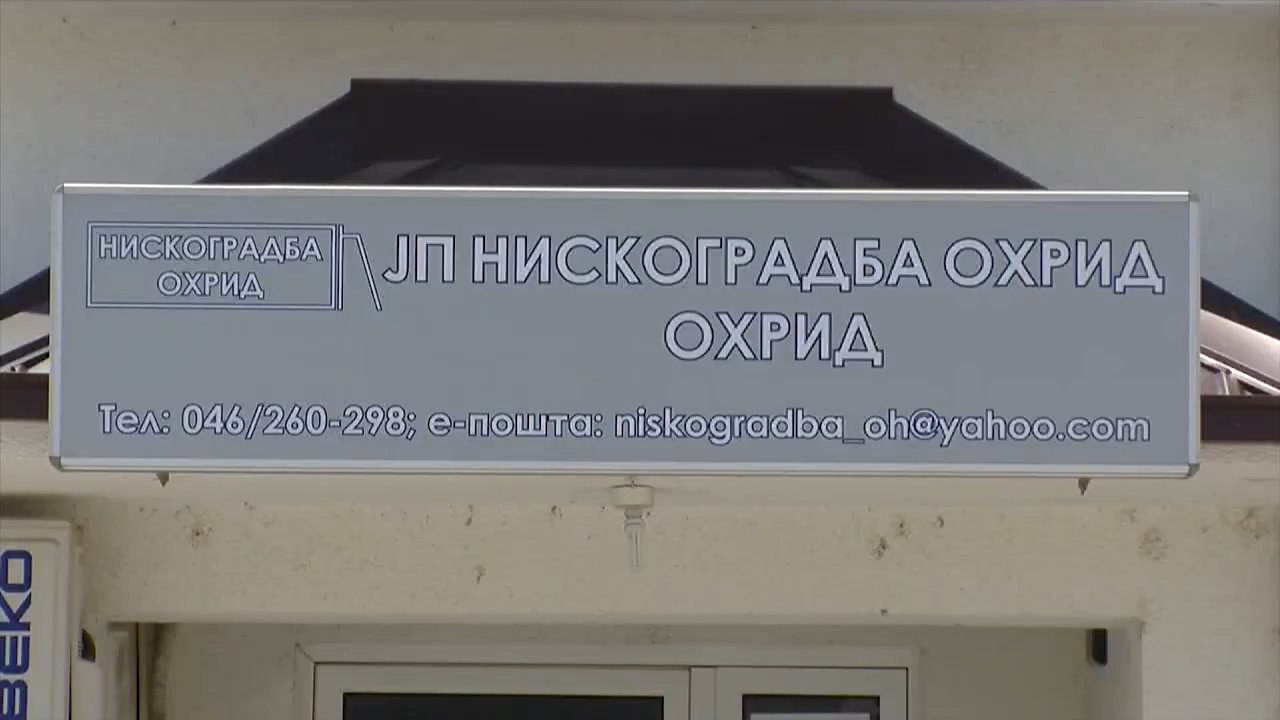 НИСКОГРАДБА
ОХРИД
ЈП НИСКОГРАДБА ОХРИД
ОХРИД
Тел: 046/260-298; е-пошта: niskogradba_oh@yahoo.com
BEKO